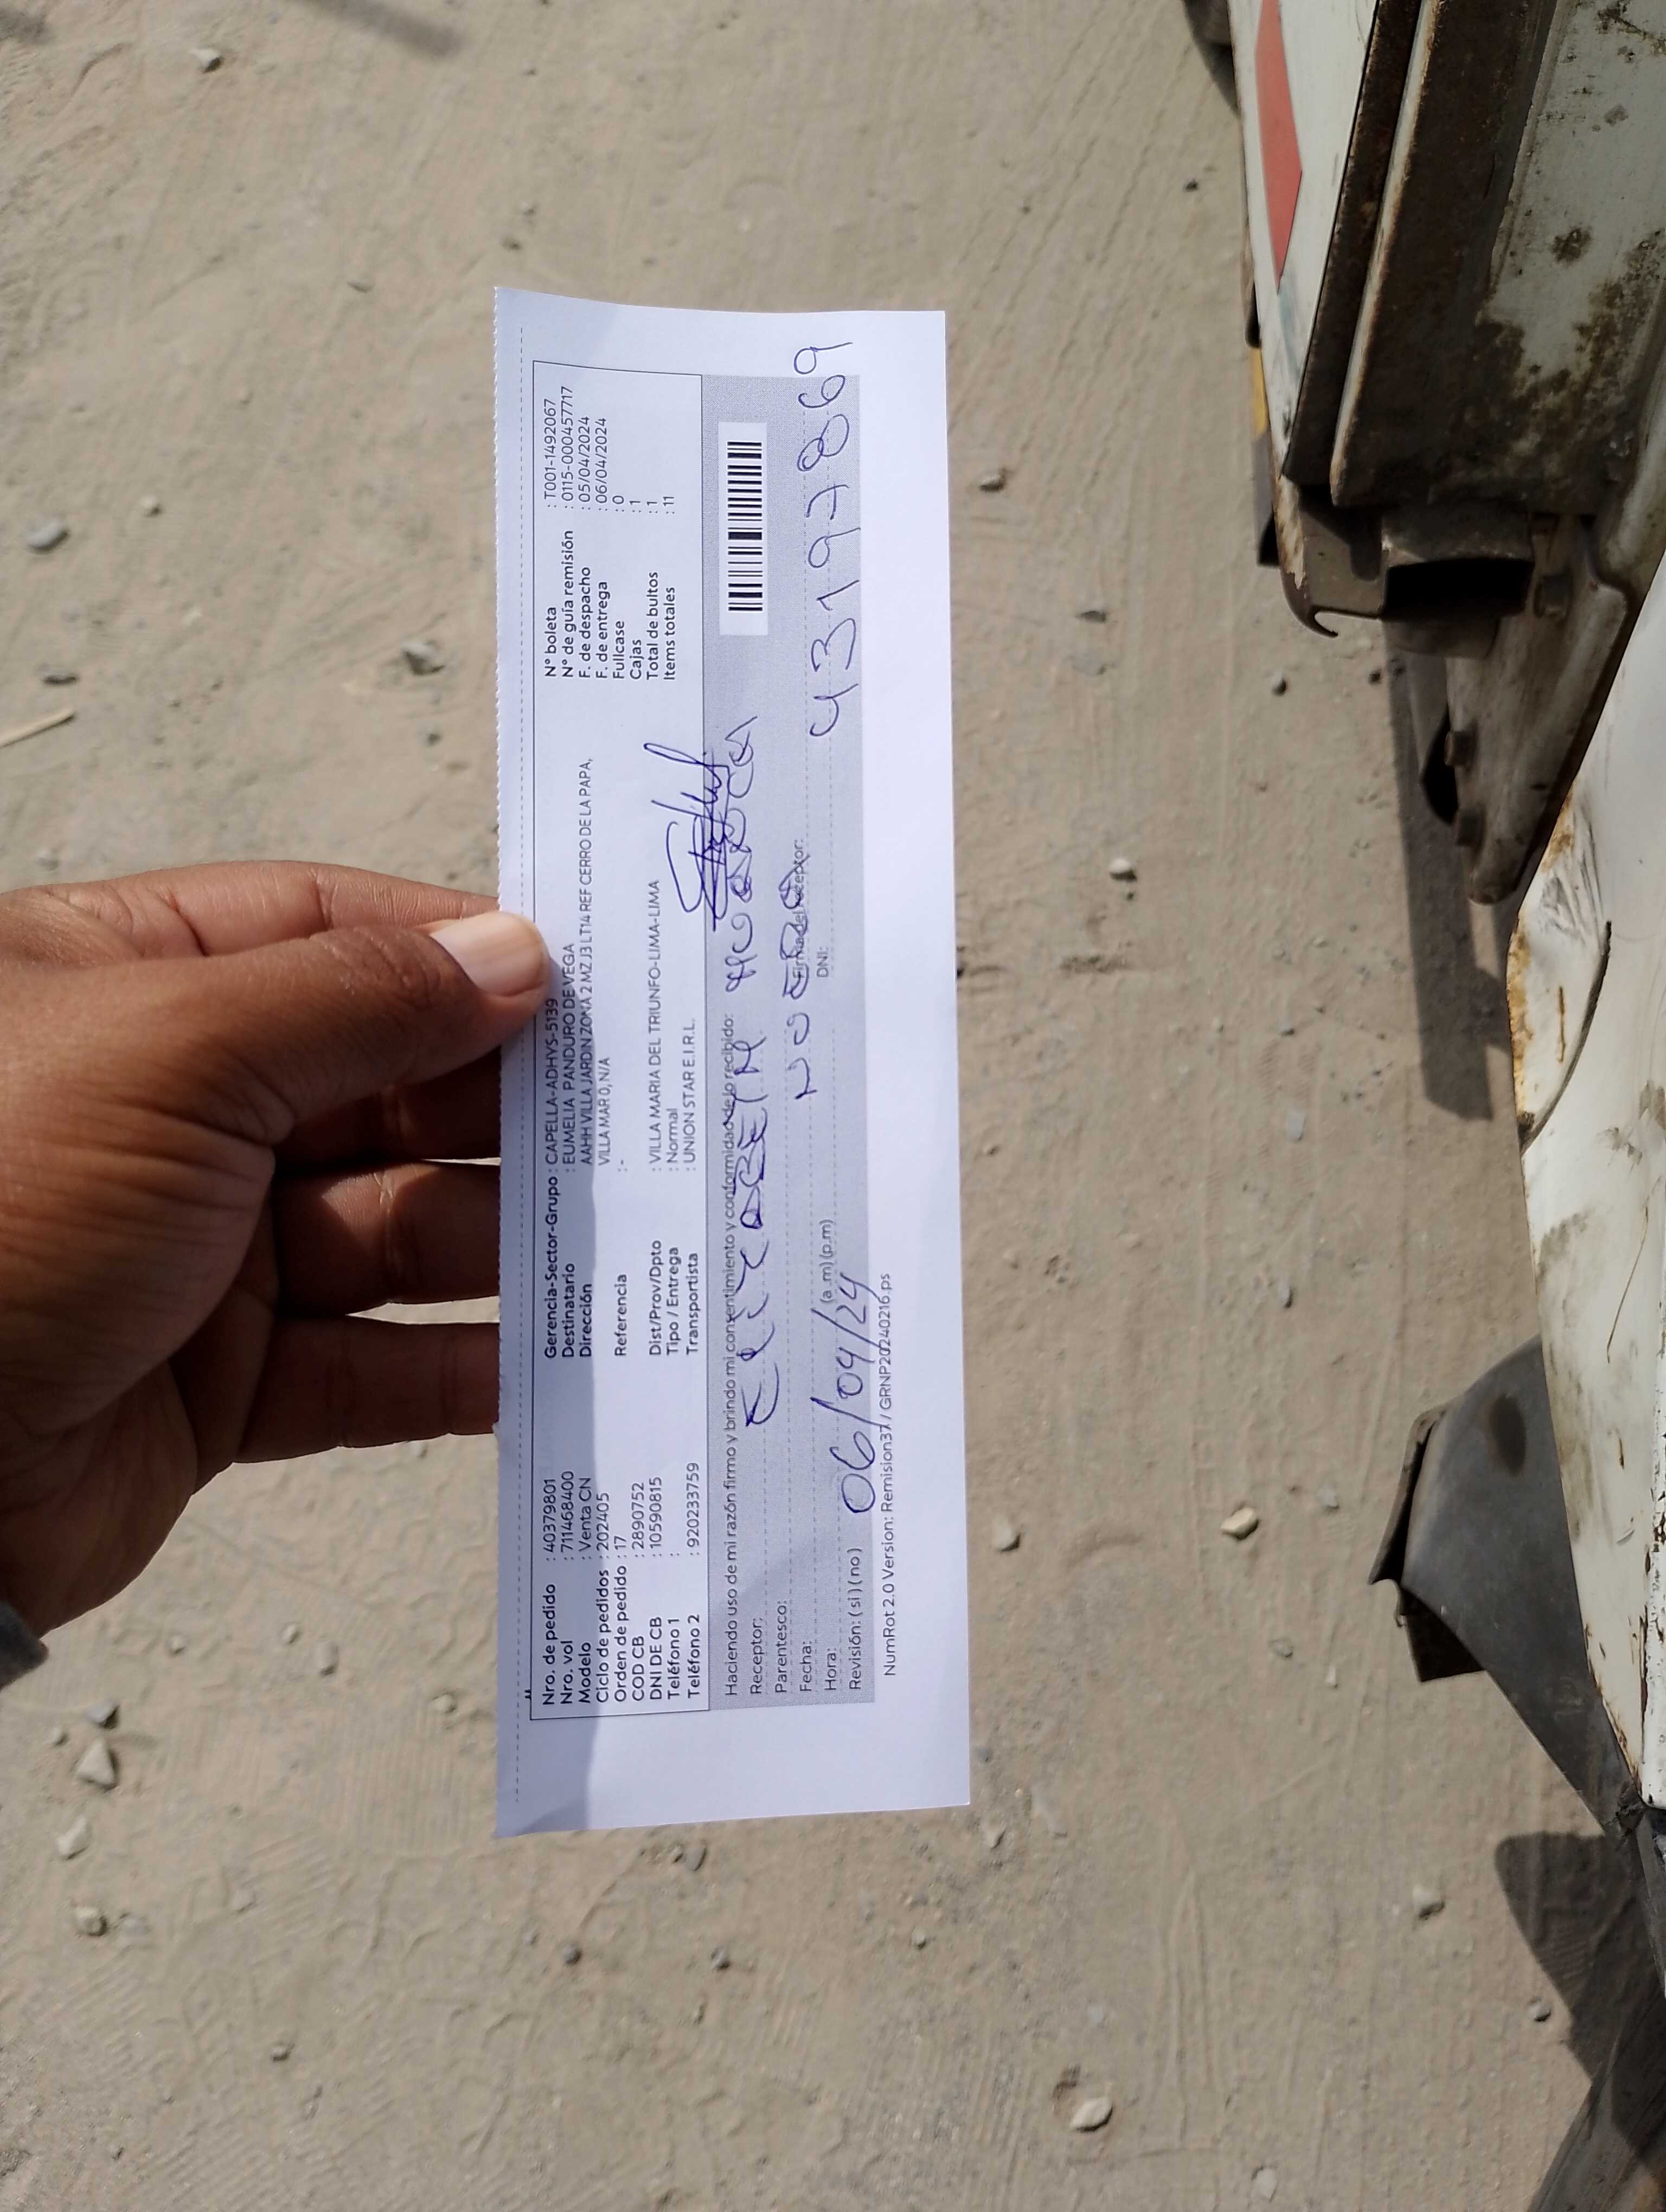 Nro. de pedido : 40379801 Gerencia-Sector-Grupo : CAPELLA-ADHYS-5139 N° boleta : T001-1492067
Nro. vol : 711468400 Destinatario : EUMELIA PANDURO DE VEGA N° de guía remisión : 0115-000457717
Modelo : Venta CN Dirección AAHH VILLA JARDIN ZONA 2 MZ J3 LT14 REF CERRO DE LA PAPA, F. de despacho : 05/04/2024
Ciclo de pedidos : 202405 VILLA MAR 0, N/A F. de entrega : 06/04/2024
Orden de pedido : 17 Referencia : - Fullcase : 0
COD CB : 2890752 Cajas : 1
DNI DE CB : 10590815 Dist/Prov/Dpto : VILLA MARIA DEL TRIUNFO-LIMA-LIMA Total de bultos : 1
Teléfono 1 : Tipo / Entrega : Normal Items totales : 11
Teléfono 2 : 920233759 Transportista : UNION STAR E.I.R.L.
Haciendo uso de mi razón firmo y brindo mi consentimiento y conformidad de lo recibido:
Receptor:
Parentesco: NUERA Firma del receptor:
Fecha: 06/04/24 DNI: 43197869
Hora: (a.m) (p.m)
Revisión: ( si ) ( no )
NumRot 2.0 Version: Remision37 / GRNP20240216.ps